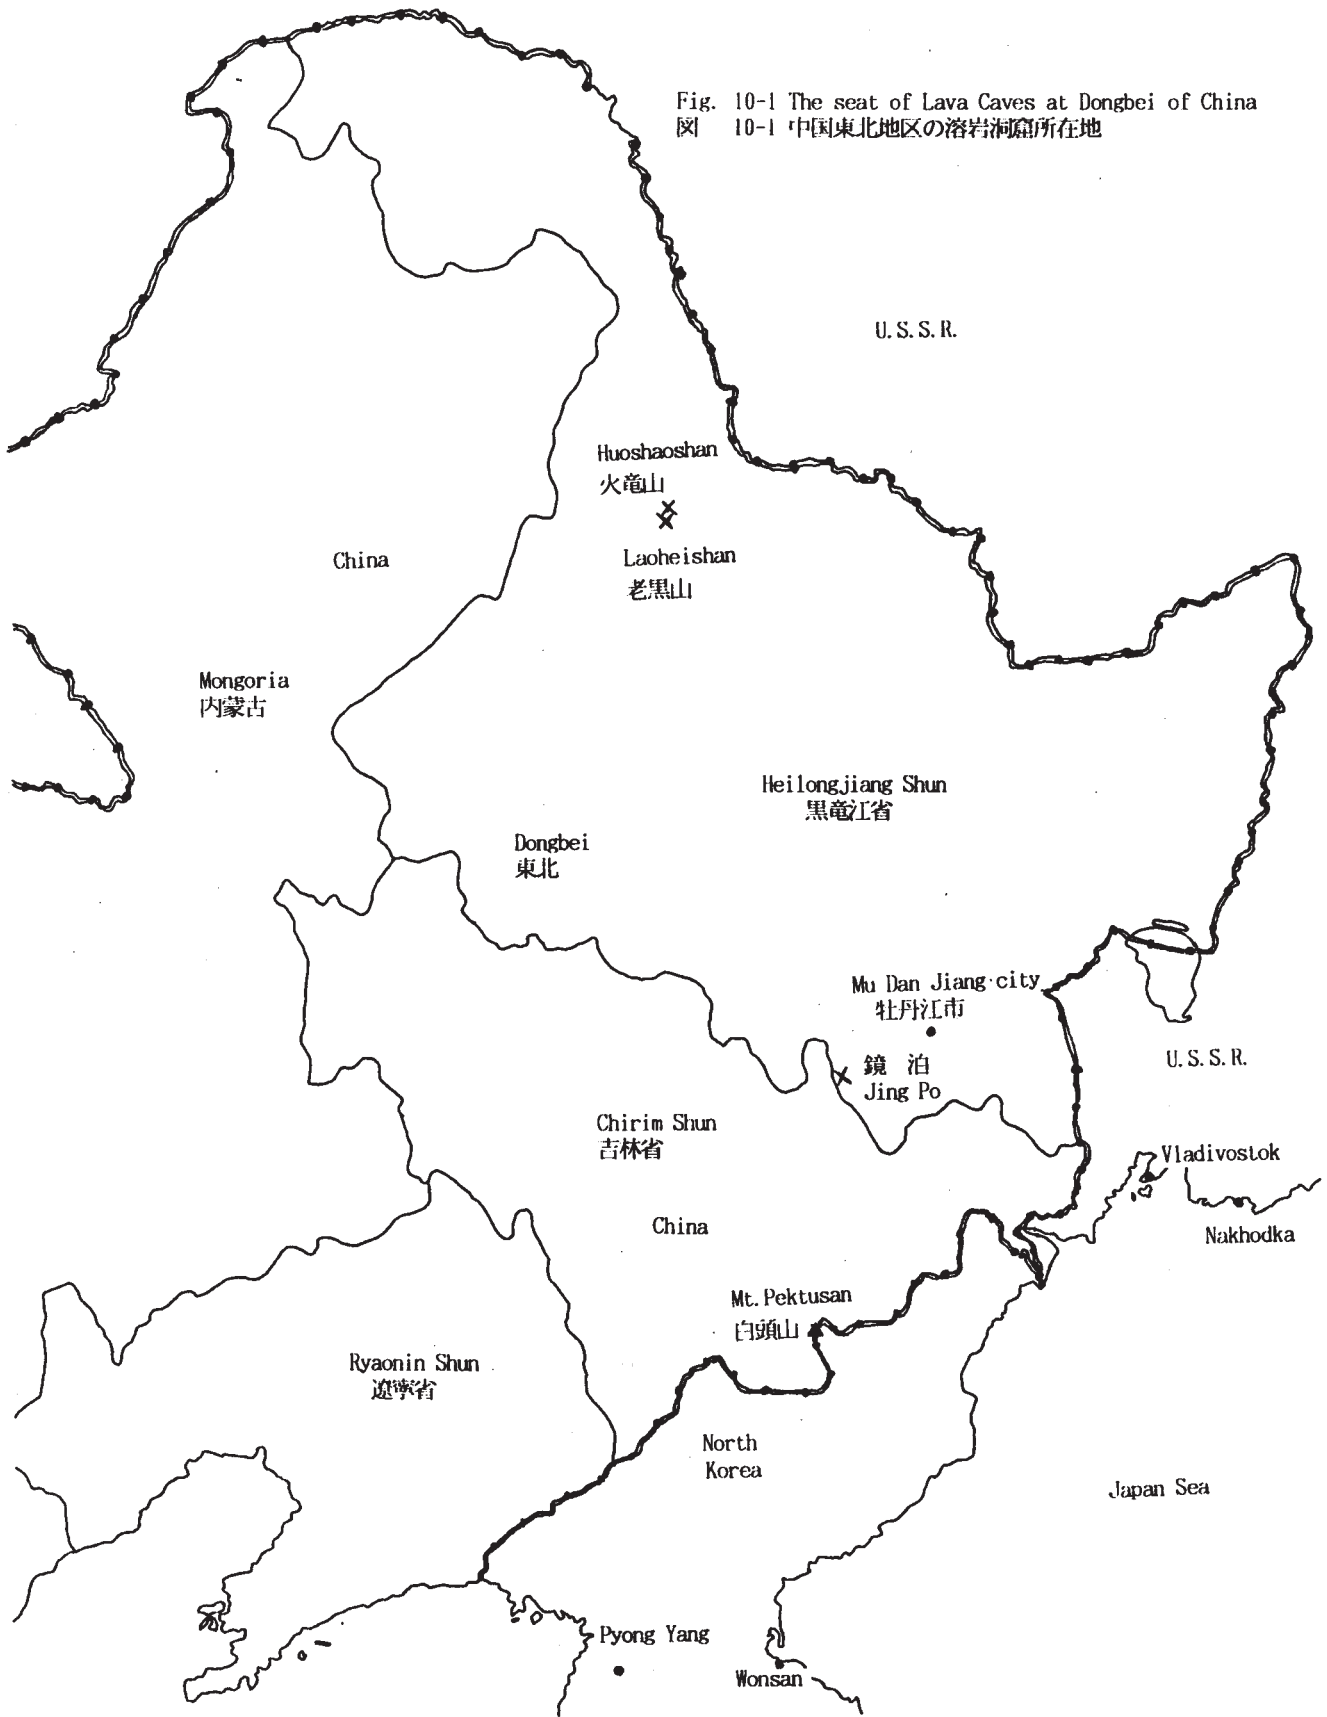 Fig. 10-1 The seat of Lava Caves at Dongbei of China
図 10-1 中国東北地区の溶岩洞窟所在地
U.S.S.R.
Huoshaoshan
火竜山
Laoheishan
老黒山
China
Mongoria
内蒙古
Heilongjiang Shun
黒竜江省
Dongbei
東北
Mu Dan Jiang city
牡丹江市
鏡 泊
Jing Po
U.S.S.R.
Chirim Shun
吉林省
Vladivostok
China
Nakhodka
Mt. Pektusan
白頭山
Ryaonin Shun
遼寧省
North
Korea
Japan Sea
Pyong Yang
Wonsan